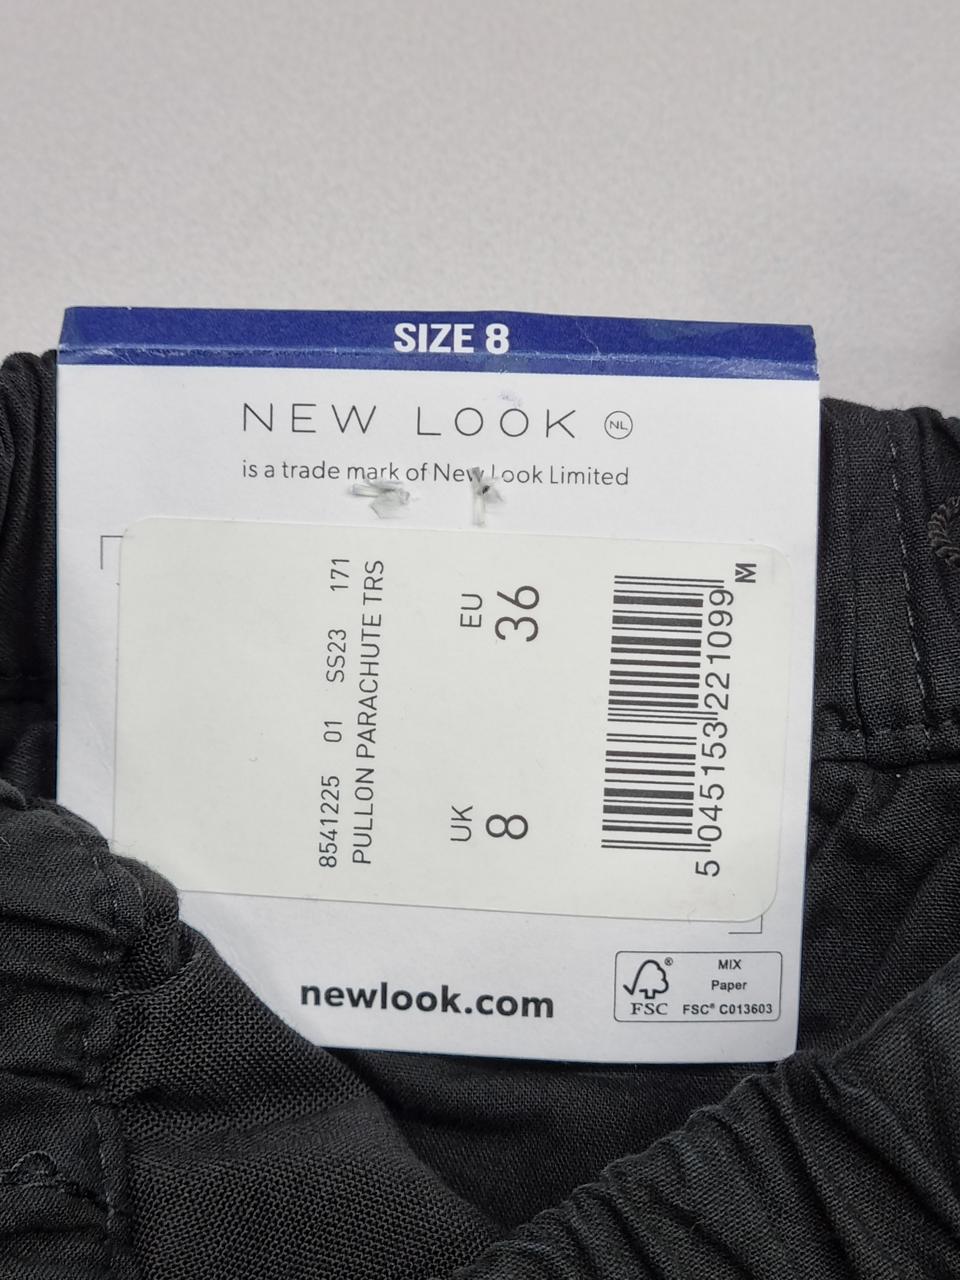 SIZE 8
NEW LOOK NL
is a trade mark of New Look Limited
8541225 01 SS23 171
PULLON PARACHUTE TRS
UK EU
8 36
5 045153 221099
M
newlook.com
FSC®
FSC
MIX
Paper
FSC® C013603